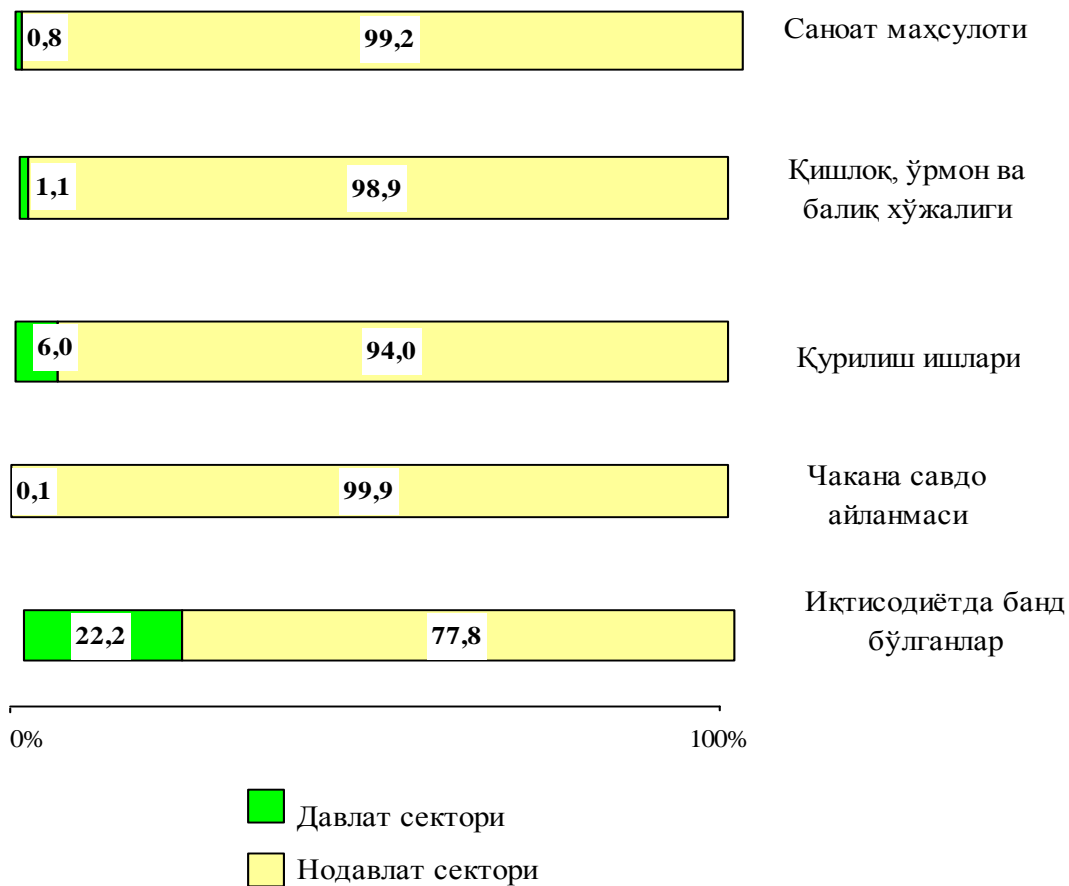 0,8 99,2 Саноат маҳсулоти
1,1 98,9 Қишлоқ, ўрмон ва
балиқ хўжалиги
6,0 94,0 Қурилиш ишлари
0,1 99,9 Чакана савдо
айланмаси
22,2 77,8 Иқтисодиётда банд
бўлганлар
0% 100%
Давлат сектори
Нодавлат сектори